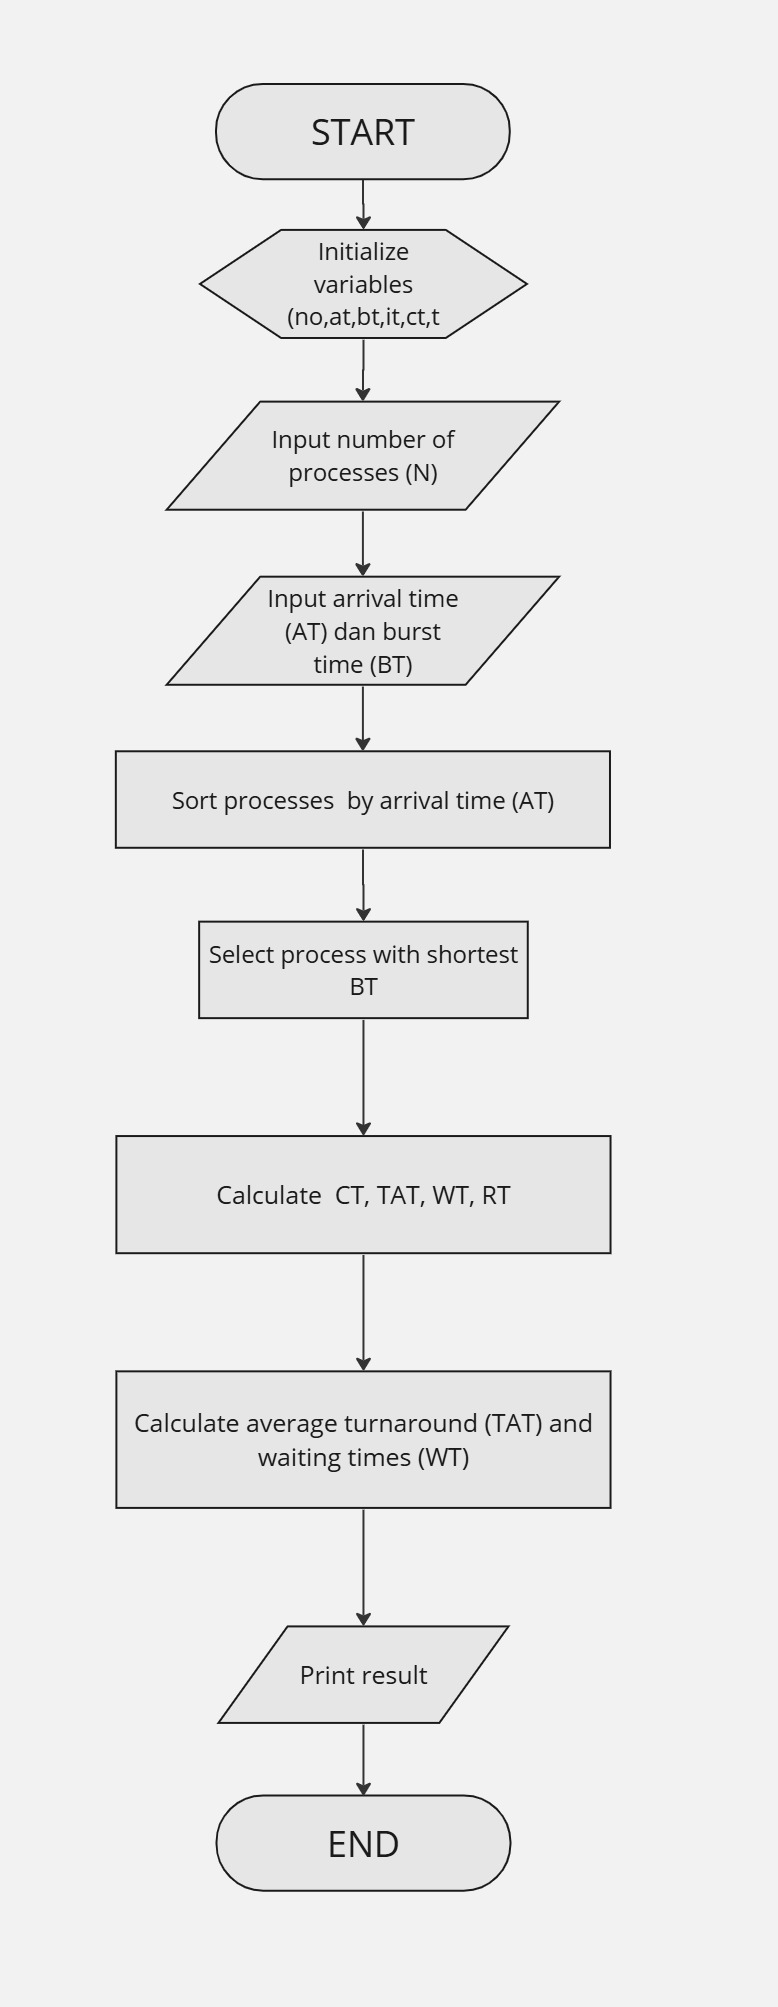 START
Initialize
variables
(no,at,bt,it,ct,t
Input number of
processes (N)
Input arrival time
(AT) dan burst
time (BT)
Sort processes  by arrival time (AT)
Select process with shortest
BT
Calculate  CT, TAT, WT, RT
Calculate average turnaround (TAT) and
waiting times (WT)
Print result
END